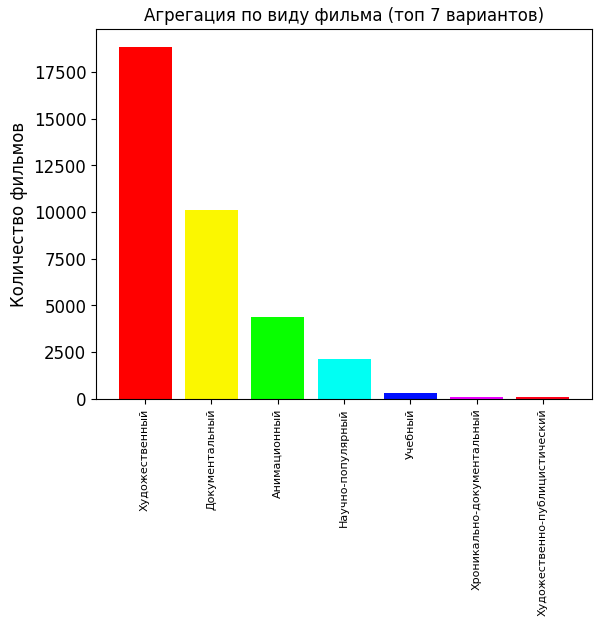 Агрегация по виду фильма (топ 7 вариантов)
Количество фильмов
17500
15000
12500
10000
7500
5000
2500
0
Художественный
Документальный
Анимационный
Научно-популярный
Учебный
Хроникально-документальный
Художественно-публицистический